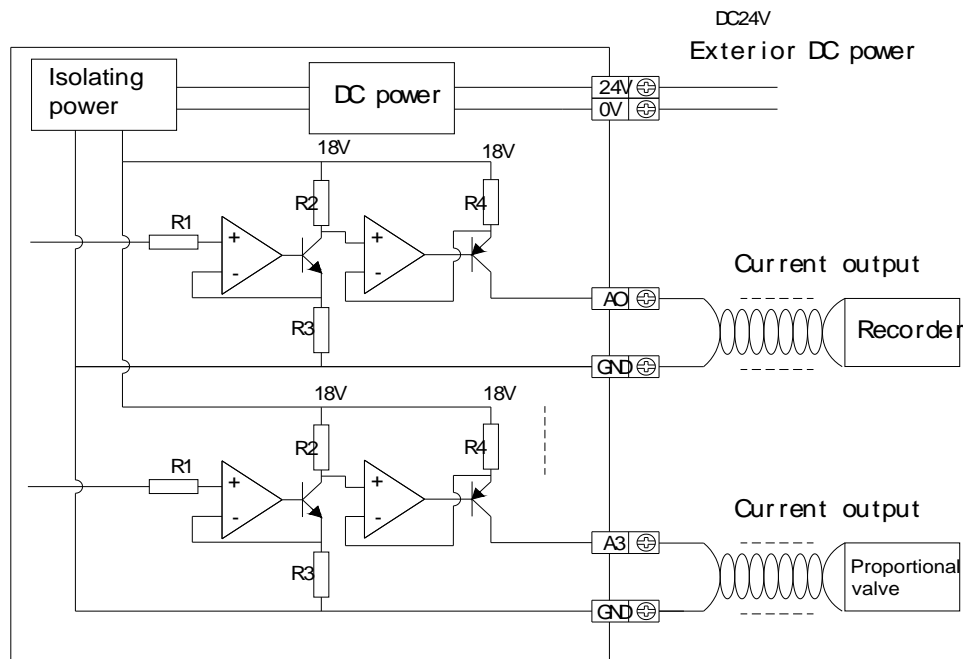 DC24V
Exterior DC power
Isolating
power
DC power
24V
0V
18V
18V
R2
R4
R1
+
-
+
-
R3
Current output
AO
Recorder
GND
18V
18V
R2
R4
R1
+
-
+
-
R3
Current output
A3
Proportional
valve
GND